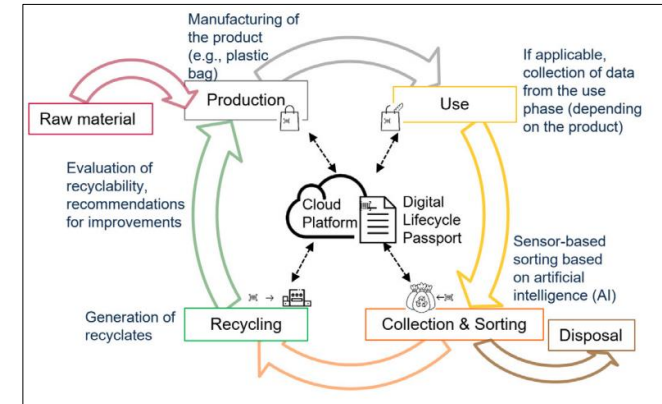 Manufacturing of
the product
(e.g., plastic
bag)
If applicable,
collection of data
from the use
phase (depending
on the product)
Production
Use
Raw material
Evaluation of
recyclability,
recommendations
for improvements
Cloud
Platform
Digital
Lifecycle
Passport
Sensor-based
sorting based
on artificial
intelligence (AI)
Generation of
recyclates
Recycling
Collection & Sorting
Disposal